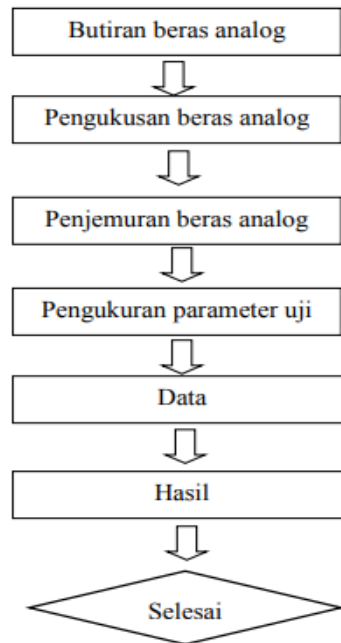 Butiran beras analog
Pengukusan beras analog
Penjemuran beras analog
Pengukuran parameter uji
Data
Hasil
Selesai